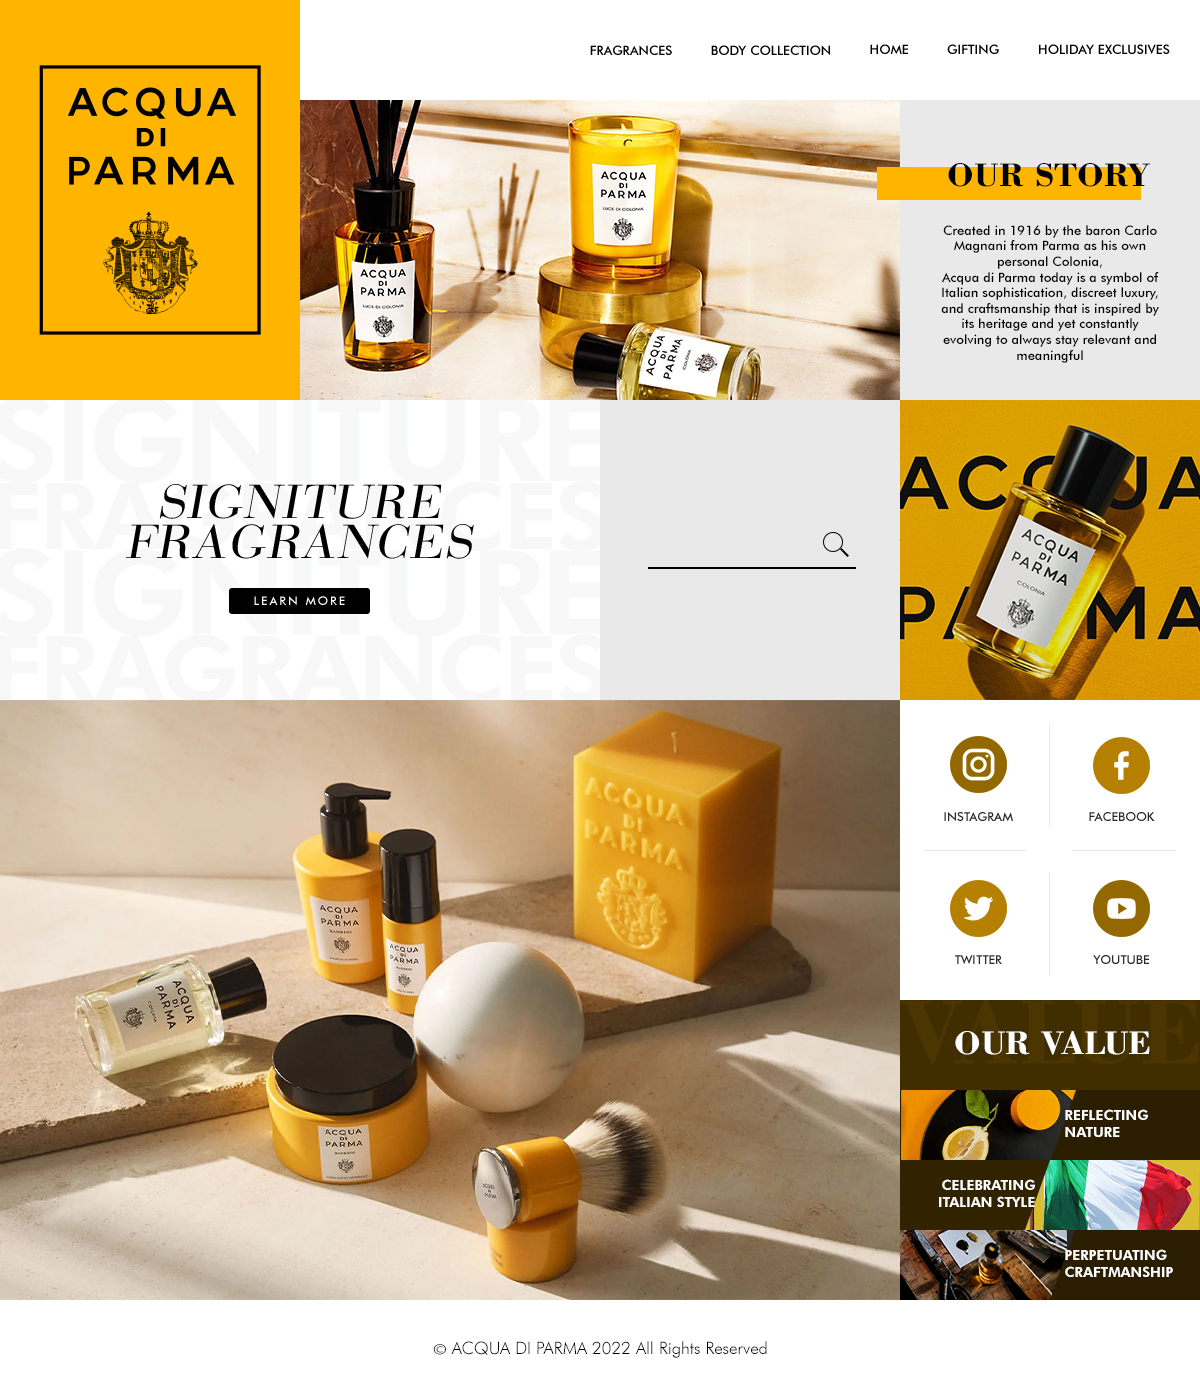 ACQUA
DI
PARMA
FRAGRANCES
BODY COLLECTION
HOME
GIFTING
HOLIDAY EXCLUSIVES
ACQUA
DI
PARMA
LUCE DI COLONIA
ACQUA
DI
PARMA
LUCE DI COLONIA
ACQUA
DI
PARMA
COLONIA
OUR STORY
Created in 1916 by the baron Carlo
Magnani from Parma as his own
personal Colonia,
Acqua di Parma today is a symbol of
Italian sophistication, discreet luxury,
and craftsmanship that is inspired by
its heritage and yet constantly
evolving to always stay relevant and
meaningful
SIGNITURE
FRAGRANCES
SIGNITURE
FRAGRANCES
SIGNITURE
FRAGRANCES
LEARN MORE
ACQUA
PARMA
ACQUA
DI
PARMA
COLONIA
ACQUA
DI
PARMA
ACQUA
DI
PARMA
BARBIERE
ACQUA
DI
PARMA
ACQUA
DI
PARMA
COLONIA
ACQUA
DI
PARMA
BARBIERE
ACQUA
DI
PARMA
INSTAGRAM
FACEBOOK
TWITTER
YOUTUBE
VALUE
OUR VALUE
REFLECTING
NATURE
CELEBRATING
ITALIAN STYLE
PERPETUATING
CRAFTMANSHIP
© ACQUA DI PARMA 2022 All Rights Reserved